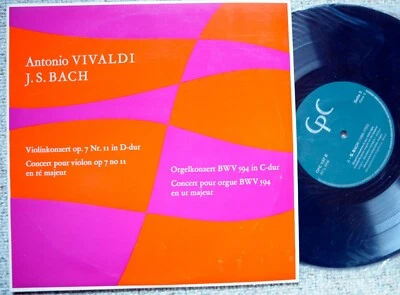 Antonio VIVALDI
J. S. BACH
Violinkonzert op. 7 Nr. 11 in D-dur
Concert pour violon op 7 no 11
en ré majeur
Orgelkonzert BWV 594 in C-dur
Concert pour orgue BWV 594
en ut majeur
CPC